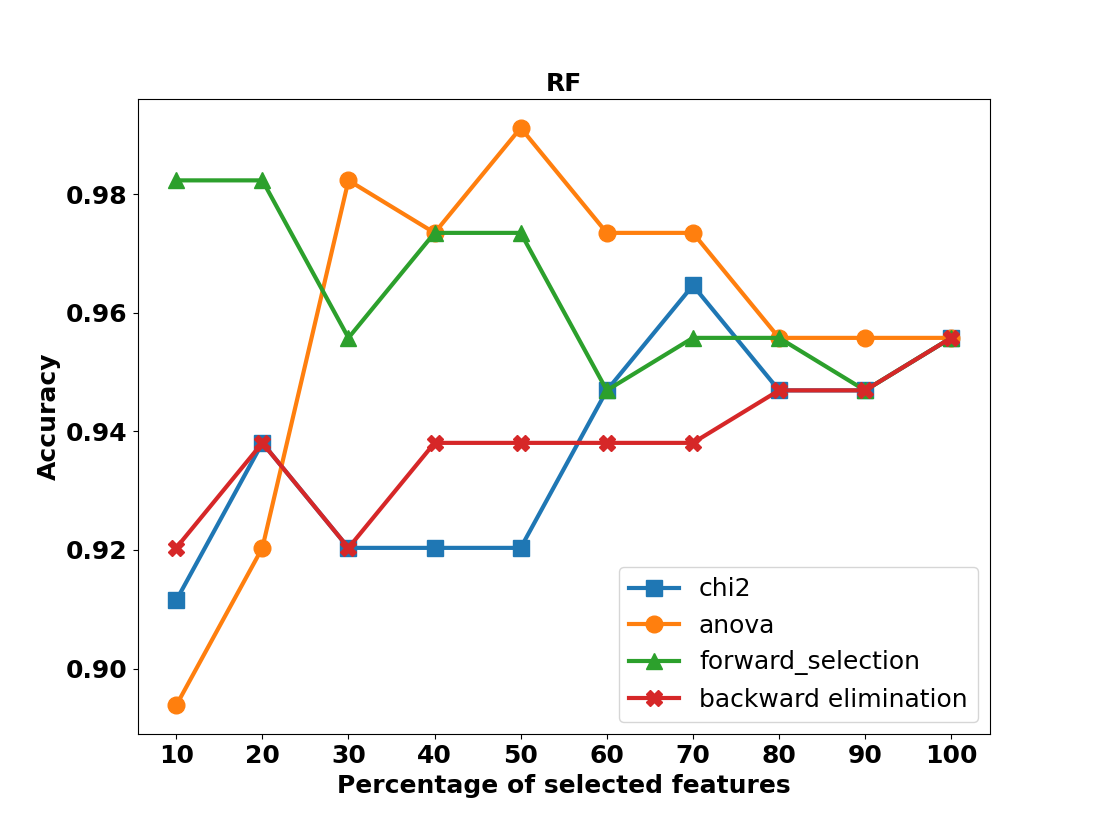 RF
0.98
0.96
0.94
0.92
0.90
Accuracy
10 20 30 40 50 60 70 80 90 100
Percentage of selected features
chi2
anova
forward_selection
backward elimination